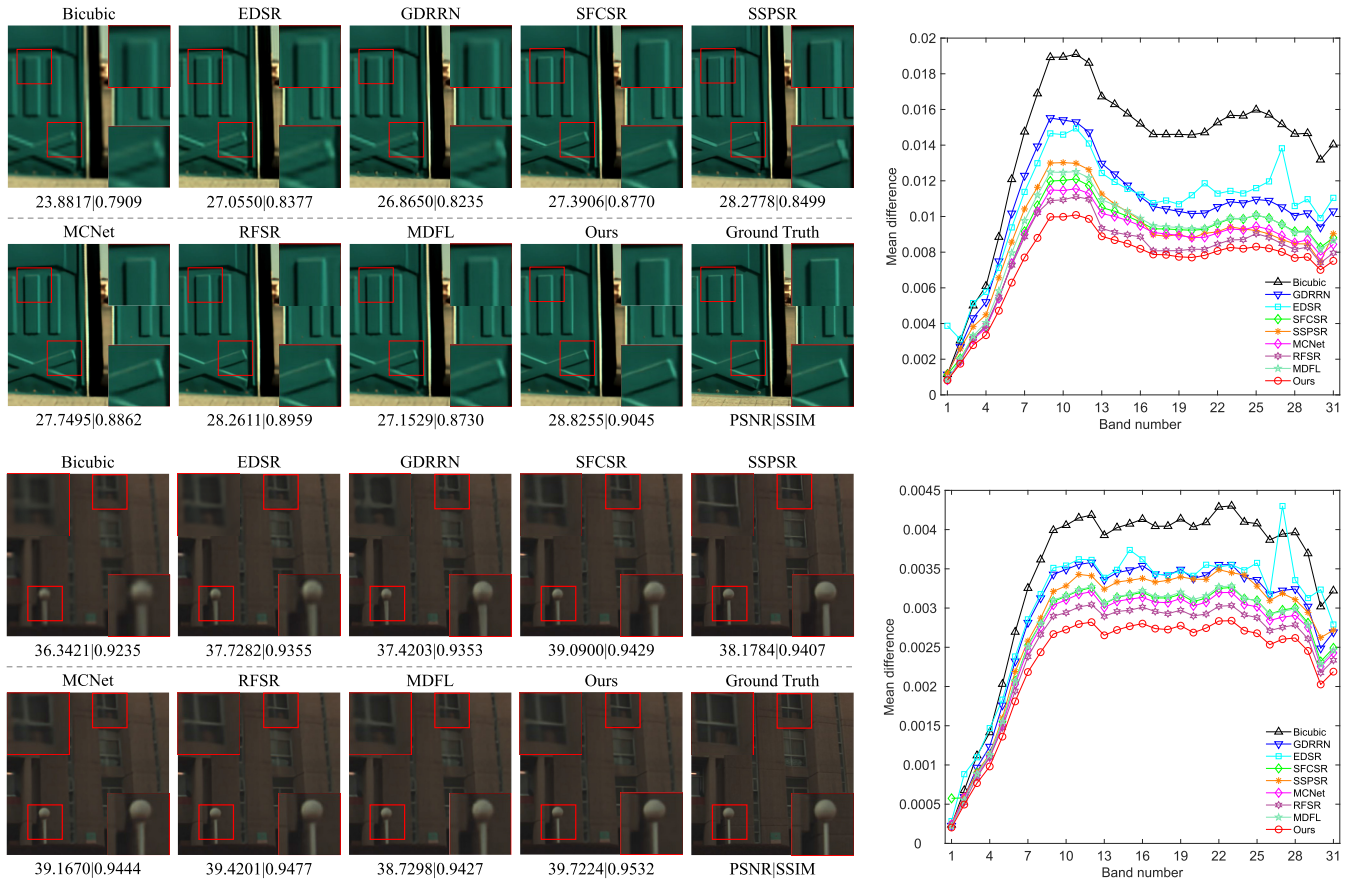 Bicubic EDSR GDRRN SFCSR SSPSR
23.8817|0.7909 27.0550|0.8377 26.8650|0.8235 27.3906|0.8770 28.2778|0.8499
MCNet RFSR MDFL Ours Ground Truth
27.7495|0.8862 28.2611|0.8959 27.1529|0.8730 28.8255|0.9045 PSNR|SSIM
0.02
0.018
0.016
0.014
0.012
0.01
0.008
0.006
0.004
0.002
0
Mean difference
Bicubic
GDRRN
EDSR
SFCSR
SSPSR
MCNet
RFSR
MDFL
Ours
1 4 7 10 13 16 19 22 25 28 31
Band number
Bicubic EDSR GDRRN SFCSR SSPSR
36.3421|0.9235 37.7282|0.9355 37.4203|0.9353 39.0900|0.9429 38.1784|0.9407
MCNet RFSR MDFL Ours Ground Truth
39.1670|0.9444 39.4201|0.9477 38.7298|0.9427 39.7224|0.9532 PSNR|SSIM
0.0045
0.004
0.0035
0.003
0.0025
0.002
0.0015
0.001
0.0005
0
Mean difference
Bicubic
GDRRN
EDSR
SFCSR
SSPSR
MCNet
RFSR
MDFL
Ours
1 4 7 10 13 16 19 22 25 28 31
Band number